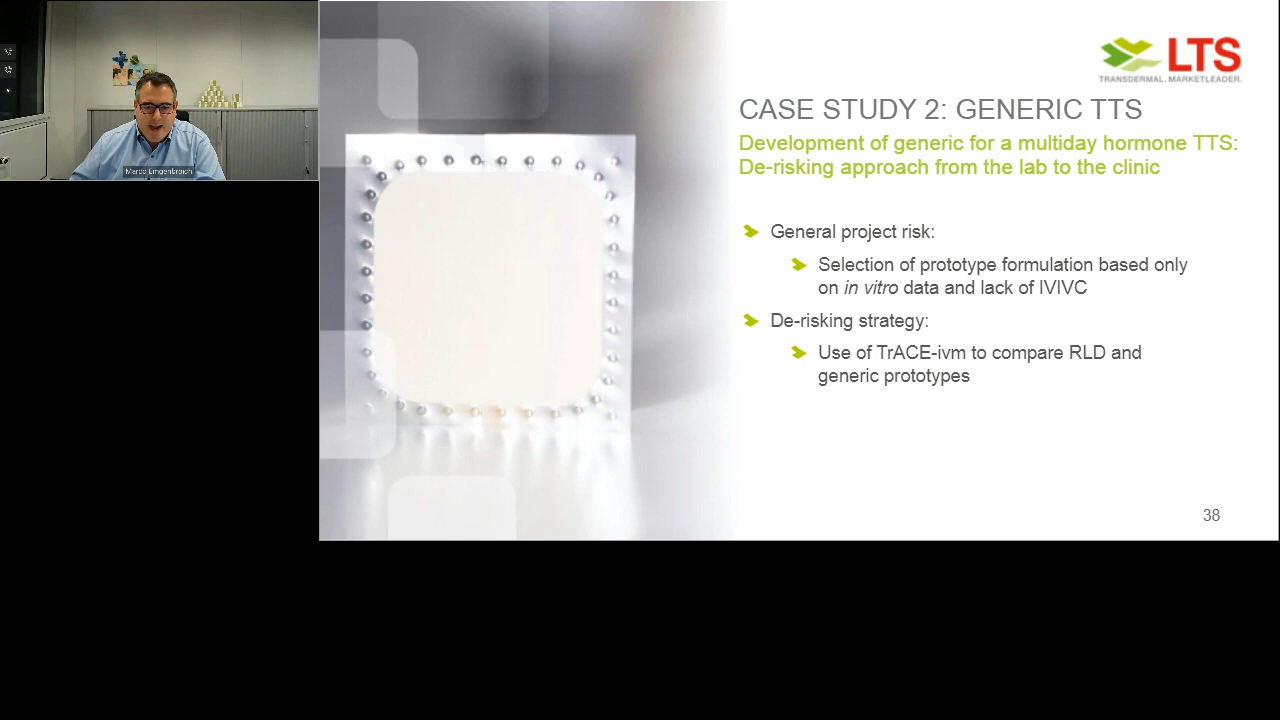 LTS
TRANSDERMAL. MARKETLEADER.
CASE STUDY 2: GENERIC TTS
Development of generic for a multiday hormone TTS:
De-risking approach from the lab to the clinic
General project risk:
Selection of prototype formulation based only
on in vitro data and lack of IVIVC
De-risking strategy:
Use of TrACE-ivm to compare RLD and
generic prototypes
Marco Emgenbroich
38